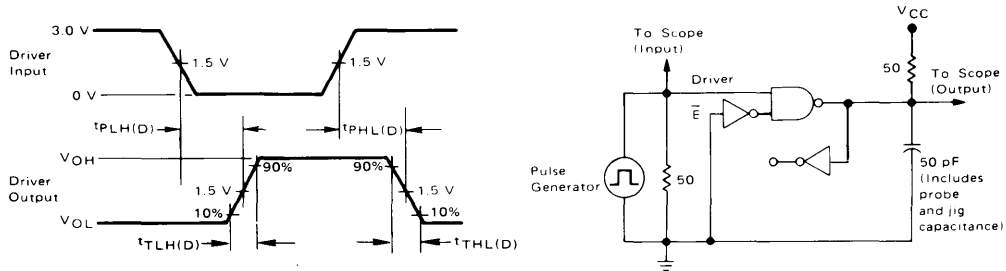 3.0 V
Driver
Input
1.5 V
1.5 V
0 V
tPLH(D)
tPHL(D)
VOH
90%
90%
Driver
Output
1.5 V
1.5 V
10%
10%
VOL
tTLH(D)
tTHL(D)
To Scope
(Input)
VCC
50
To Scope
(Output)
Driver
E̅
Pulse
Generator
50
50 pF
(Includes
probe
and jig
capacitance)